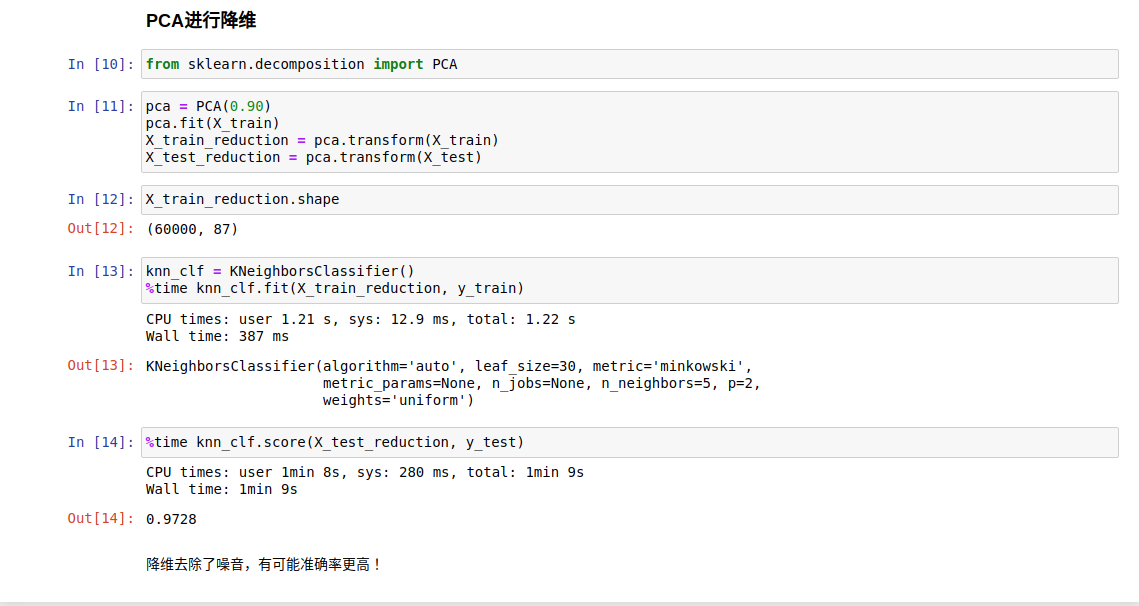 PCA进行降维
In [10]: from sklearn.decomposition import PCA
In [11]: pca = PCA(0.90)
pca.fit(X_train)
X_train_reduction = pca.transform(X_train)
X_test_reduction = pca.transform(X_test)
In [12]: X_train_reduction.shape
Out[12]: (60000, 87)
In [13]: knn_clf = KNeighborsClassifier()
%time knn_clf.fit(X_train_reduction, y_train)
CPU times: user 1.21 s, sys: 12.9 ms, total: 1.22 s
Wall time: 387 ms
Out[13]: KNeighborsClassifier(algorithm='auto', leaf_size=30, metric='minkowski',
metric_params=None, n_jobs=None, n_neighbors=5, p=2,
weights='uniform')
In [14]: %time knn_clf.score(X_test_reduction, y_test)
CPU times: user 1min 8s, sys: 280 ms, total: 1min 9s
Wall time: 1min 9s
Out[14]: 0.9728
降维去除了噪音，有可能准确率更高！